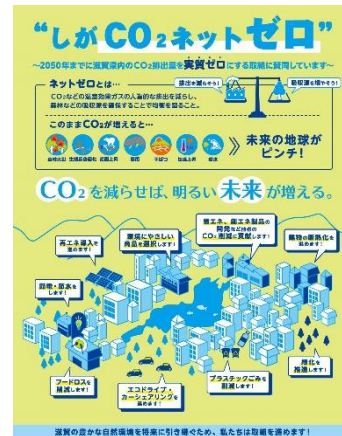 “しがCO₂ネットゼロ”
~2050年までに滋賀県内のCO₂排出量を実質ゼロにする取組に賛同しています~
ネットゼロとは…
CO₂などの温室効果ガスの人為的な排出を減らし、
森林などの吸収源を確保することで均衡を図ること。
排出を減らそう!
吸収源を増やそう!
このままCO₂が増えると…
未来の地球が
ピンチ!
CO₂を減らせば、明るい未来が増える。
再エネ導入を
進めます!
環境にやさしい
商品を選択します!
省エネ、創エネ製品の
開発など社会の
CO₂削減に貢献します!
建物の断熱化を
進めます!
節電・節水を
します!
フードロスを
削減します!
エコドライブ・
カーシェアリングを
進めます!
プラスチックごみを
削減します!
緑化を
推進します!
滋賀の豊かな自然環境を将来に引き継ぐため、私たちは取組を進めます!